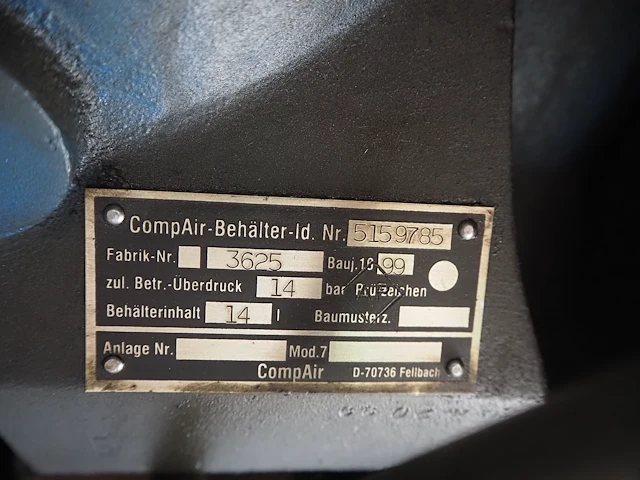 CompAir-Behälter-Id. Nr. 5159785
Fabrik-Nr. 3625 Bauj. 19 99
zul. Betr.-Überdruck 14 bar Prüfzeichen
Behälterinhalt 14 l Baumusterz.
Anlage Nr. Mod.7
CompAir D-70736 Fellbach